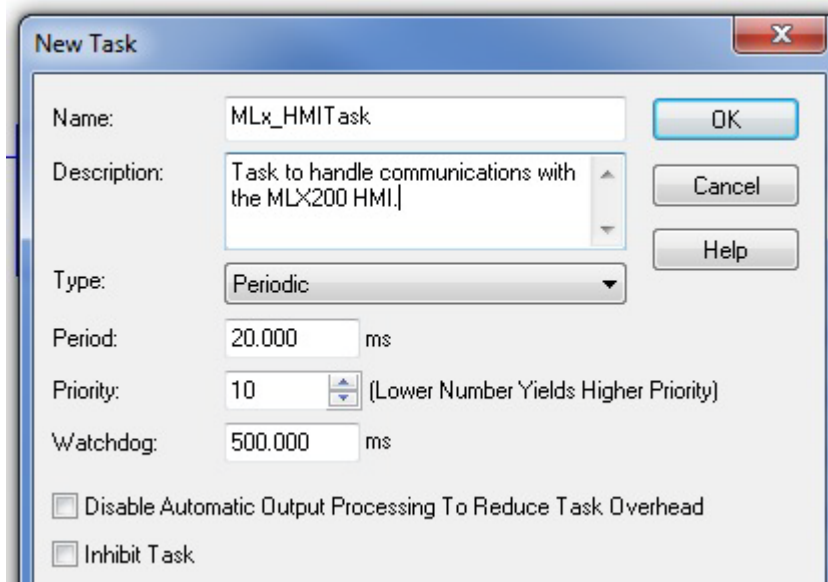 New Task
Name:
MLx_HMITask
OK
Description:
Task to handle communications with
the MLX200 HMI.
Cancel
Help
Type:
Periodic
Period:
20.000
ms
Priority:
10
(Lower Number Yields Higher Priority)
Watchdog:
500.000
ms
Disable Automatic Output Processing To Reduce Task Overhead
Inhibit Task